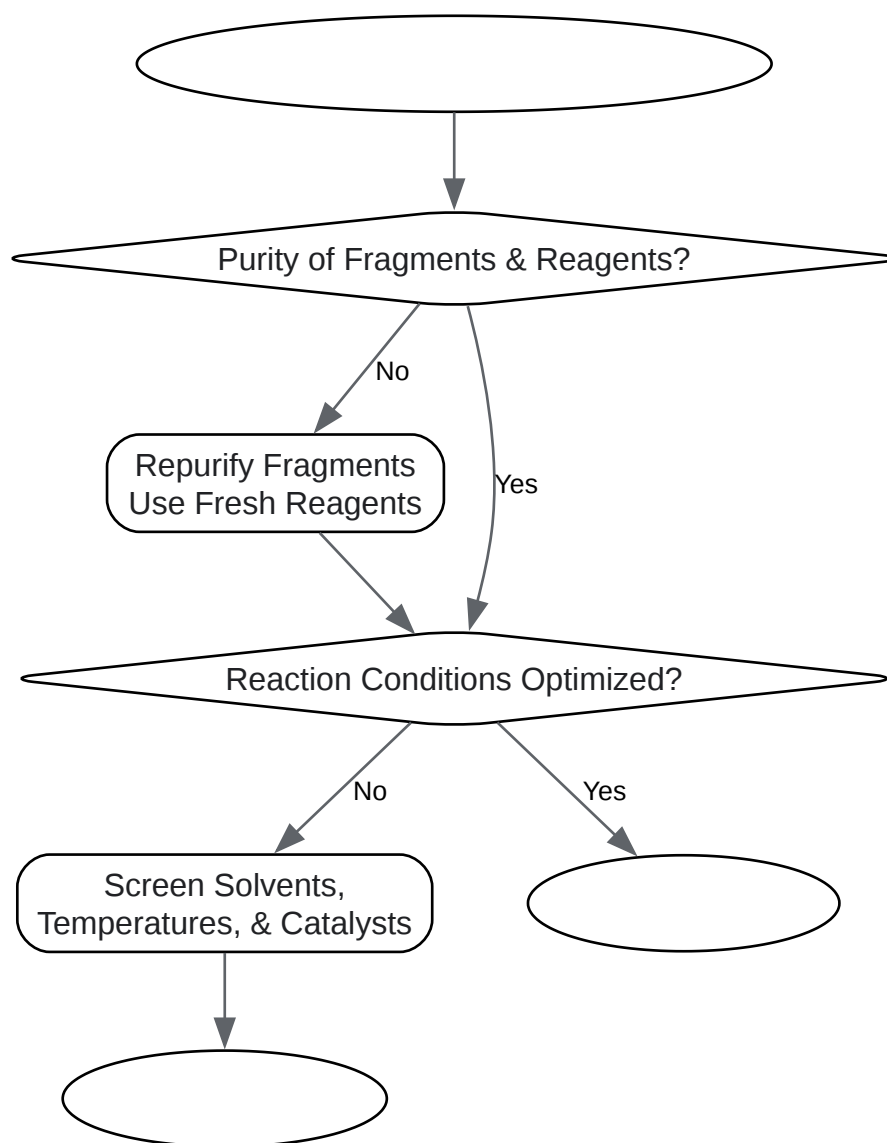 Purity of Fragments & Reagents?
No
Repurify Fragments
Use Fresh Reagents
Yes
Reaction Conditions Optimized?
No
Yes
Screen Solvents,
Temperatures, & Catalysts